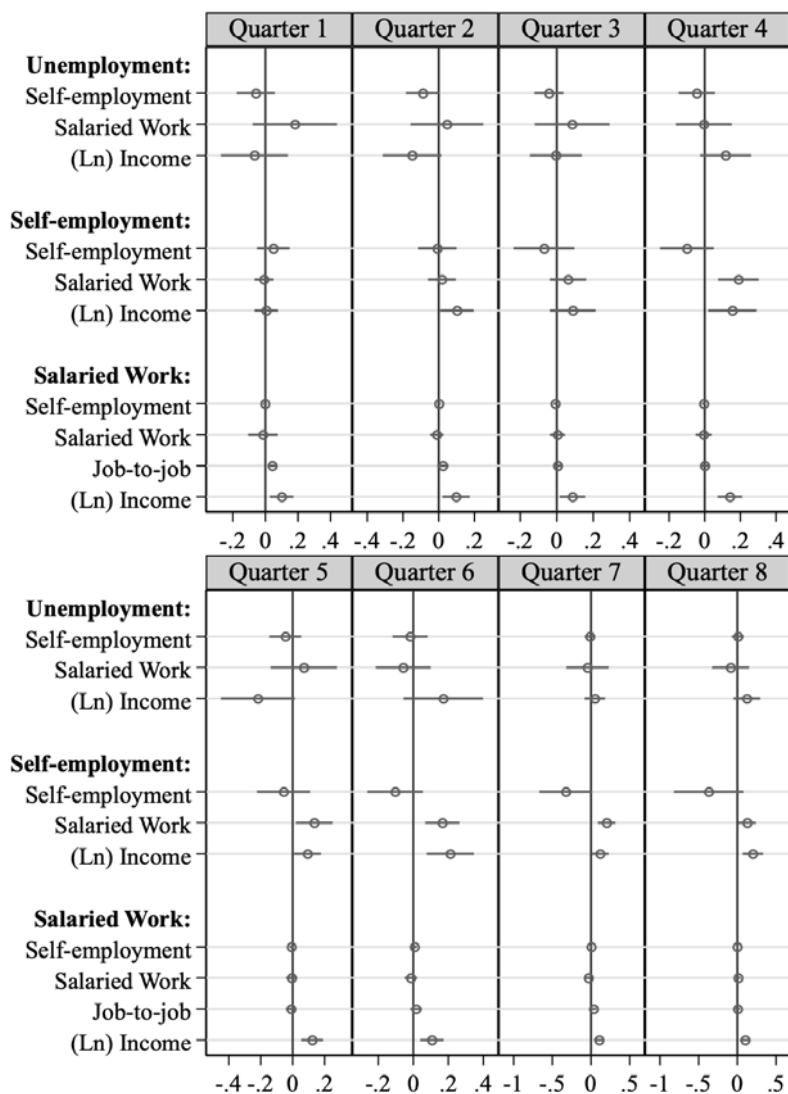 Quarter 1 Quarter 2 Quarter 3 Quarter 4
Unemployment:
Self-employment
Salaried Work
(Ln) Income
Self-employment:
Self-employment
Salaried Work
(Ln) Income
Salaried Work:
Self-employment
Salaried Work
Job-to-job
(Ln) Income
-.2 0 .2 .4 -.4 -.2 0 .2 -.2 0 .2 .4 -.2 0 .2 .4
Quarter 5 Quarter 6 Quarter 7 Quarter 8
Unemployment:
Self-employment
Salaried Work
(Ln) Income
Self-employment:
Self-employment
Salaried Work
(Ln) Income
Salaried Work:
Self-employment
Salaried Work
Job-to-job
(Ln) Income
-.4 -.2 0 .2 -.2 0 .2 .4 -1 -.5 0 .5 -1 -.5 0 .5